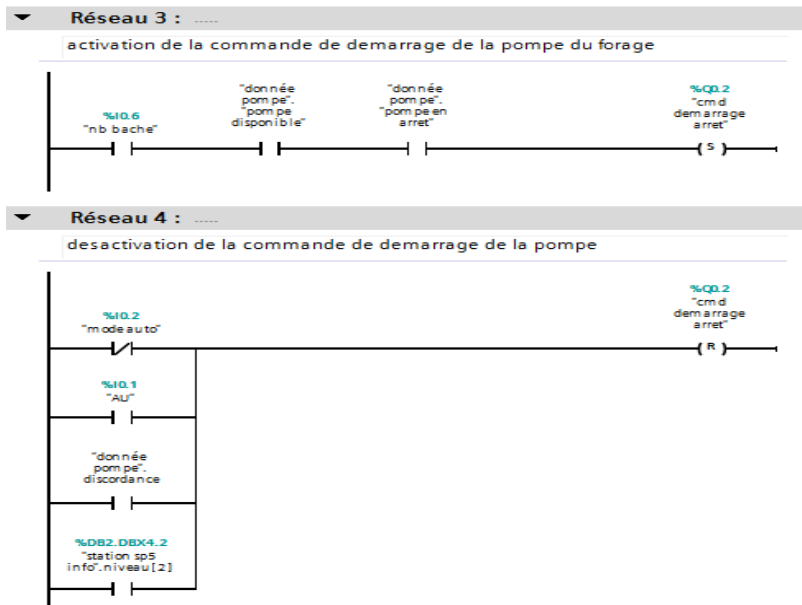 Réseau 3 : .....
activation de la commande de demarrage de la pompe du forage
%I0.6
"nb bache"
"donnée
pompe".
"pompe
disponible"
"donnée
pompe".
"pompe en
arret"
%Q0.2
"cmd
demarrage
arret"
( S )
Réseau 4 : .....
desactivation de la commande de demarrage de la pompe
%I0.2
"mode auto"
%Q0.2
"cmd
demarrage
arret"
( R )
%I0.1
"AU"
"donnée
pompe".
discordance
%DB2.DBX4.2
"station sp5
info".niveau[2]